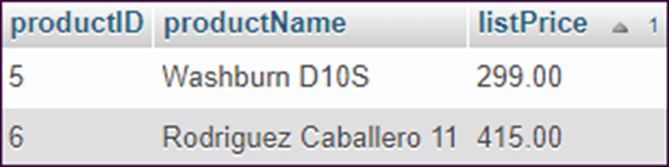 productID productName listPrice 1
5 Washburn D10S 299.00
6 Rodriguez Caballero 11 415.00